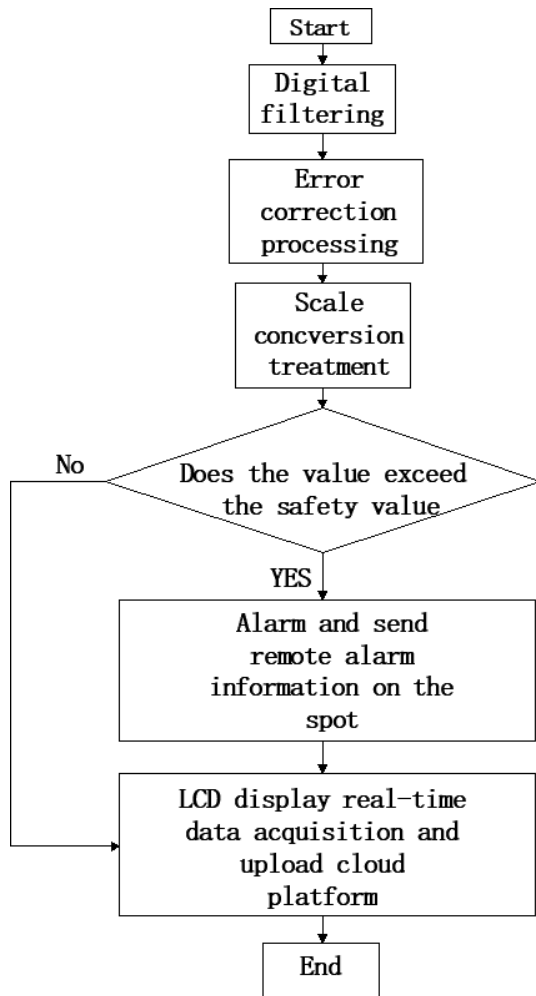 Start
Digital
filtering
Error
correction
processing
Scale
concversion
treatment
No
Does the value exceed
the safety value
YES
Alarm and send
remote alarm
information on the
spot
LCD display real-time
data acquisition and
upload cloud
platform
End